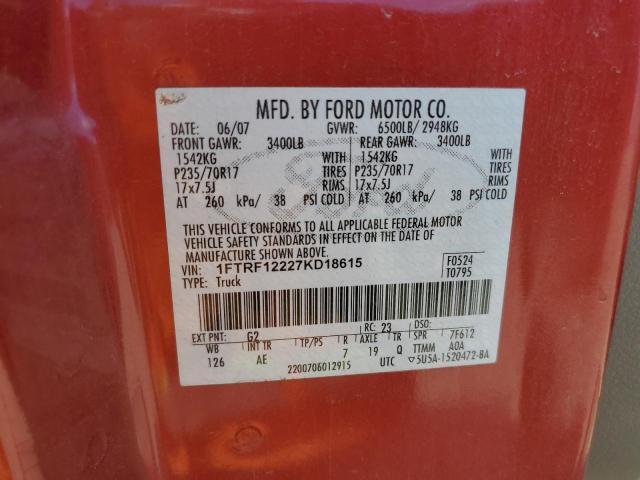 MFD. BY FORD MOTOR CO.
DATE: 06/07 GVWR: 6500LB/ 2948KG
FRONT GAWR: 3400LB REAR GAWR: 3400LB
1542KG WITH 1542KG WITH
P235/70R17 TIRES P235/70R17 TIRES
17x7.5J RIMS 17x7.5J RIMS
AT 260 kPa/ 38 PSI COLD AT 260 kPa/ 38 PSI COLD
Ford
THIS VEHICLE CONFORMS TO ALL APPLICABLE FEDERAL MOTOR
VEHICLE SAFETY STANDARDS IN EFFECT ON THE DATE OF
MANUFACTURE SHOWN ABOVE.
VIN: 1FTRF12227KD18615 F0524
TYPE: Truck T0795
EXT PNT: G2 RC: 23 DSO:
WB INT TR TP/PS R AXLE TR SPR 7F612
126 AE 7 19 Q TTMM A0A
2200706012915 UTC ▽5U5A-1520472-BA